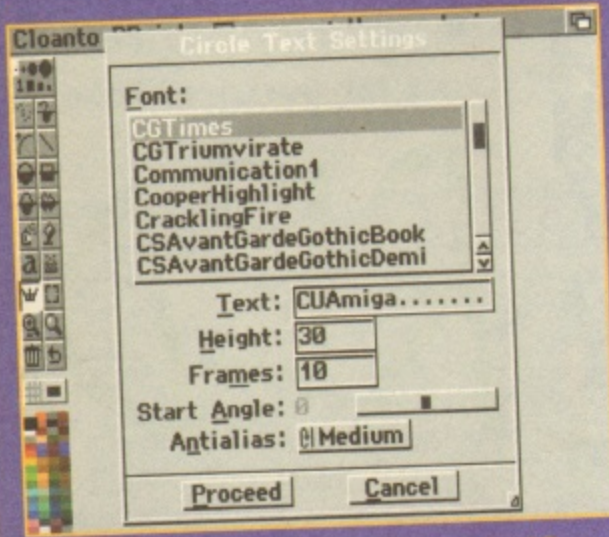 Cloanto
Circle Text Settings
Font:
CGTimes
CGTriumvirate
Communication1
CooperHighlight
CracklingFire
CSAvantGardeGothicBook
CSAvantGardeGothicDemi
Text: CUAmiga.......
Height: 30
Frames: 10
Start Angle: 0
Antialias: Medium
Proceed Cancel